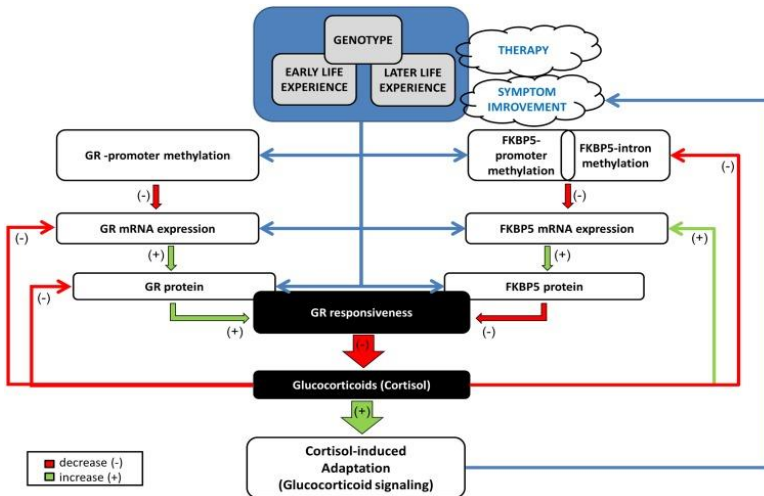 GENOTYPE
EARLY LIFE
EXPERIENCE
LATER LIFE
EXPERIENCE
THERAPY
SYMPTOM
IMROVEMENT
GR -promoter methylation
FKBP5-
promoter
methylation
FKBP5-intron
methylation
(-)
(-)
(-)
(-)
GR mRNA expression
FKBP5 mRNA expression
(+)
(+)
(+)
(-)
GR protein
FKBP5 protein
GR responsiveness
(+)
(-)
(-)
Glucocorticoids (Cortisol)
(+)
Cortisol-induced
Adaptation
(Glucocorticoid signaling)
decrease (-)
increase (+)